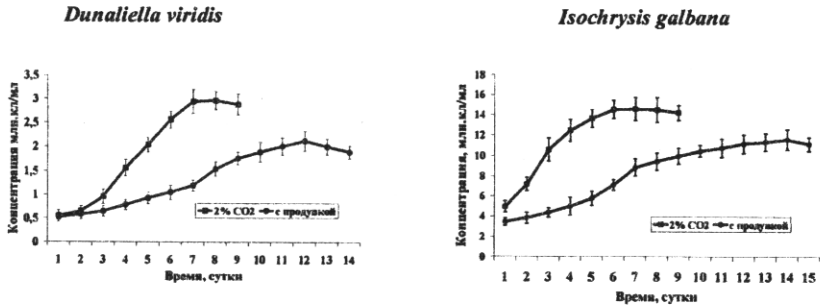 Dunaliella viridis
Концентрация млн.кл/мл
3,5
3
2,5
2
1,5
1
0,5
0
1 2 3 4 5 6 7 8 9 10 11 12 13 14
Время, сутки
2% CO2 с продувкой
Isochrysis galbana
Концентрация, млн.кл/мл
18
16
14
12
10
8
6
4
2
0
1 2 3 4 5 6 7 8 9 10 11 12 13 14 15
Время, сутки
2% CO2 с продувкой